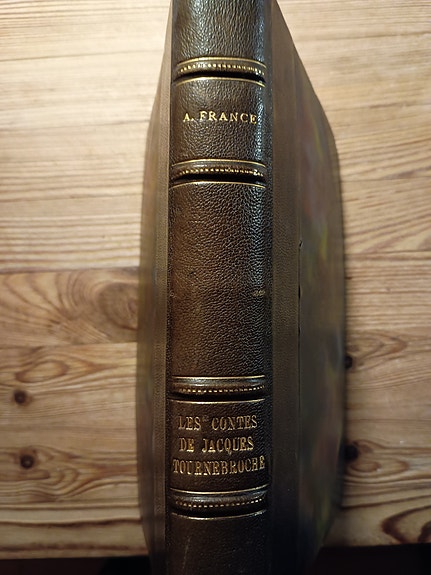 A. FRANCE
LES CONTES
DE JACQUES
TOURNEBROCHE